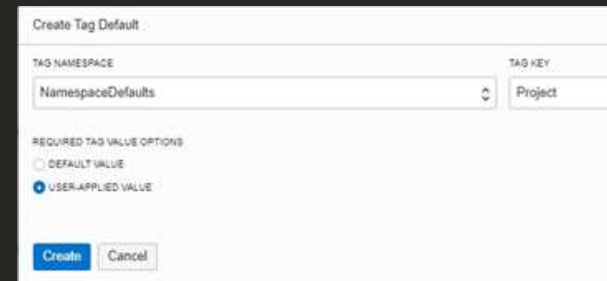 Create Tag Default
TAG NAMESPACE TAG KEY
NamespaceDefaults Project
REQUIRED TAG VALUE OPTIONS
DEFAULT VALUE
USER-APPLIED VALUE
Create Cancel